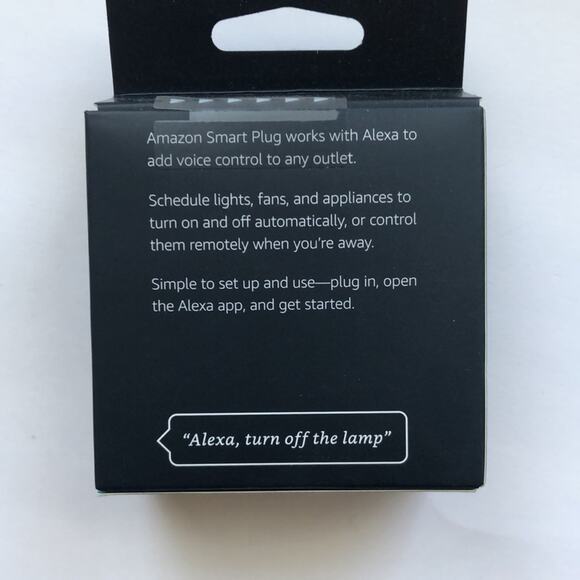 Amazon Smart Plug works with Alexa to
add voice control to any outlet.
Schedule lights, fans, and appliances to
turn on and off automatically, or control
them remotely when you're away.
Simple to set up and use—plug in, open
the Alexa app, and get started.
“Alexa, turn off the lamp”